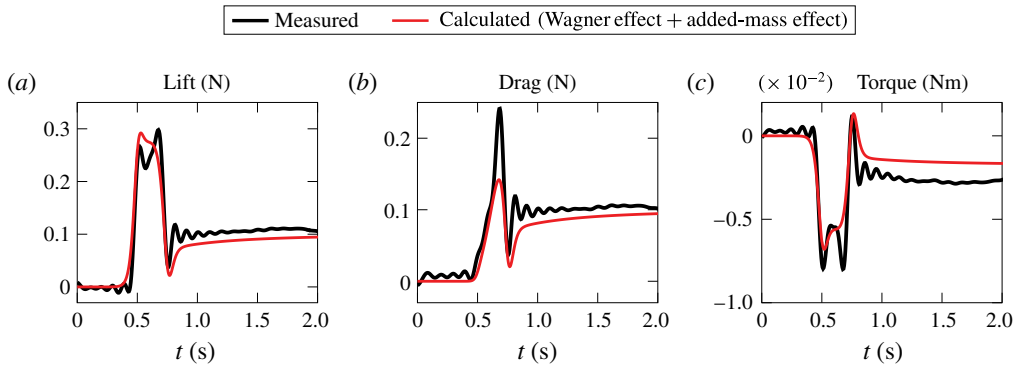 Measured Calculated (Wagner effect + added-mass effect)
(a) Lift (N) (b) Drag (N) (c) (× 10⁻²) Torque (Nm)
0.3 0.2 0
0.2 0.1 −0.5
0.1 0 −1.0
0
0 0.5 1.0 1.5 2.0 0 0.5 1.0 1.5 2.0 0 0.5 1.0 1.5 2.0
t (s) t (s) t (s)